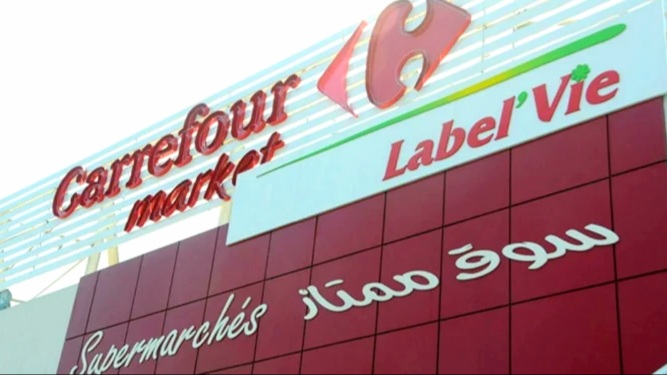 Carrefour
market
Label'Vie
Supermarchés سوق ممتاز